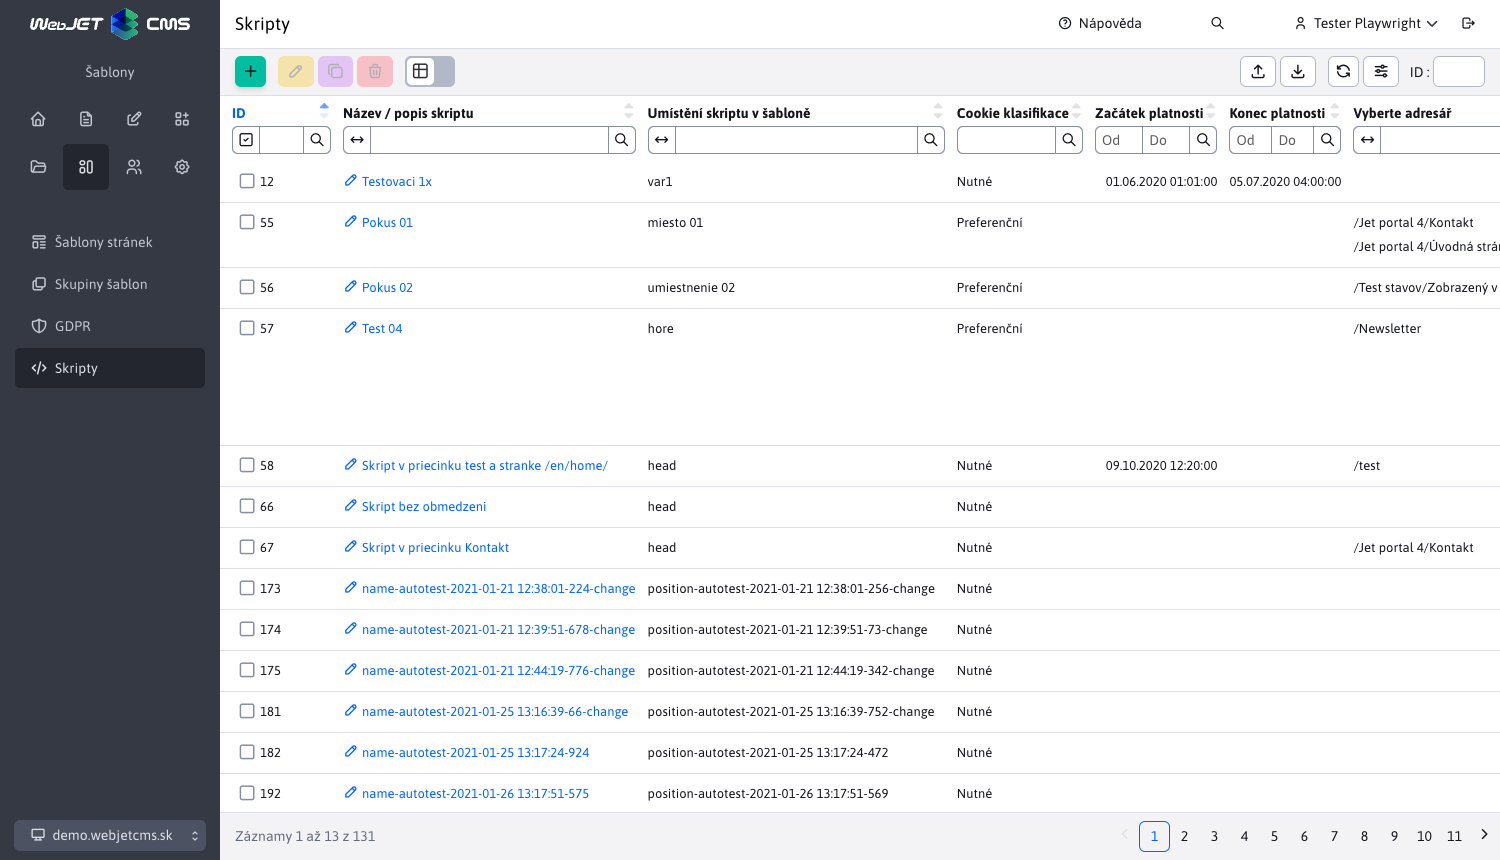 WebJET CMS
Skripty
Nápověda
Tester Playwright
Šablony
ID :
ID
Název / popis skriptu
Umístění skriptu v šabloně
Cookie klasifikace
Začátek platnosti
Konec platnosti
Vyberte adresář
Od
Do
Od
Do
12
Testovaci 1x
var1
Nutné
01.06.2020 01:01:00
05.07.2020 04:00:00
55
Pokus 01
miesto 01
Preferenční
/Jet portal 4/Kontakt
/Jet portal 4/Úvodná strá
56
Pokus 02
umiestnenie 02
Preferenční
/Test stavov/Zobrazený v
57
Test 04
hore
Preferenční
/Newsletter
58
Skript v priecinku test a stranke /en/home/
head
Nutné
09.10.2020 12:20:00
/test
66
Skript bez obmedzeni
head
Nutné
67
Skript v priecinku Kontakt
head
Nutné
/Jet portal 4/Kontakt
173
name-autotest-2021-01-21 12:38:01-224-change
position-autotest-2021-01-21 12:38:01-256-change
Nutné
174
name-autotest-2021-01-21 12:39:51-678-change
position-autotest-2021-01-21 12:39:51-73-change
Nutné
175
name-autotest-2021-01-21 12:44:19-776-change
position-autotest-2021-01-21 12:44:19-342-change
Nutné
181
name-autotest-2021-01-25 13:16:39-66-change
position-autotest-2021-01-25 13:16:39-752-change
Nutné
182
name-autotest-2021-01-25 13:17:24-924
position-autotest-2021-01-25 13:17:24-472
Nutné
192
name-autotest-2021-01-26 13:17:51-575
position-autotest-2021-01-26 13:17:51-569
Nutné
Šablony stránek
Skupiny šablon
GDPR
Skripty
demo.webjetcms.sk
Záznamy 1 až 13 z 131
1 2 3 4 5 6 7 8 9 10 11